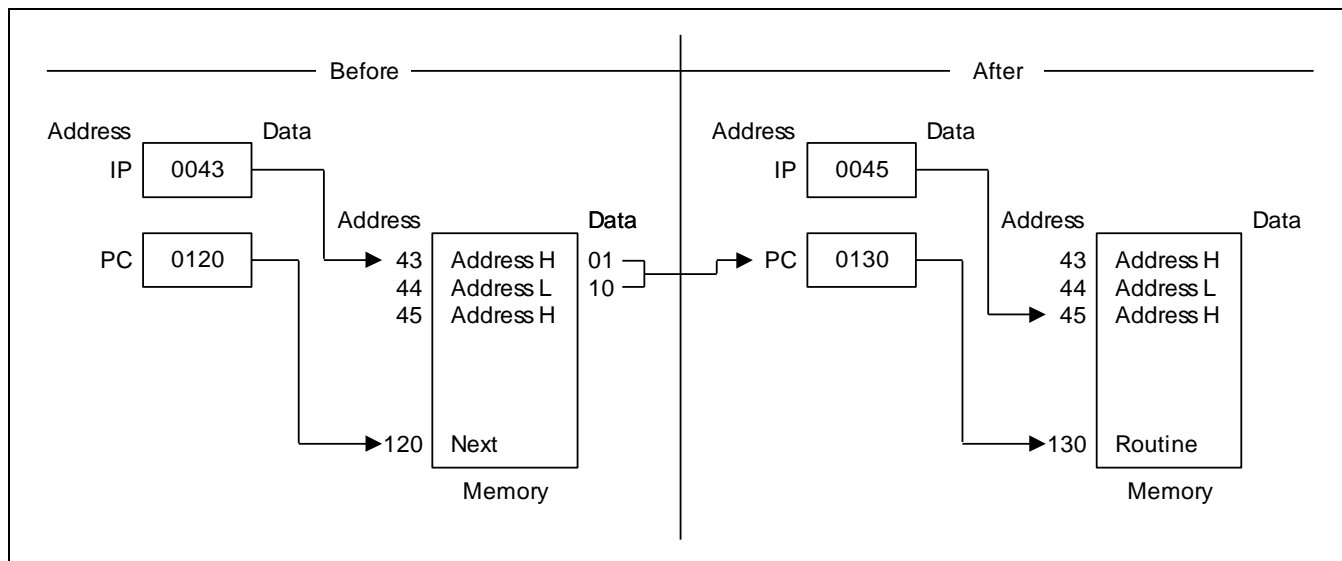 Before
Address Data
IP 0043
Address Data
PC 0120
43 Address H 01
44 Address L 10
45 Address H
120 Next
Memory
After
Address Data
IP 0045
Address Data
PC 0130
43 Address H
44 Address L
45 Address H
130 Routine
Memory